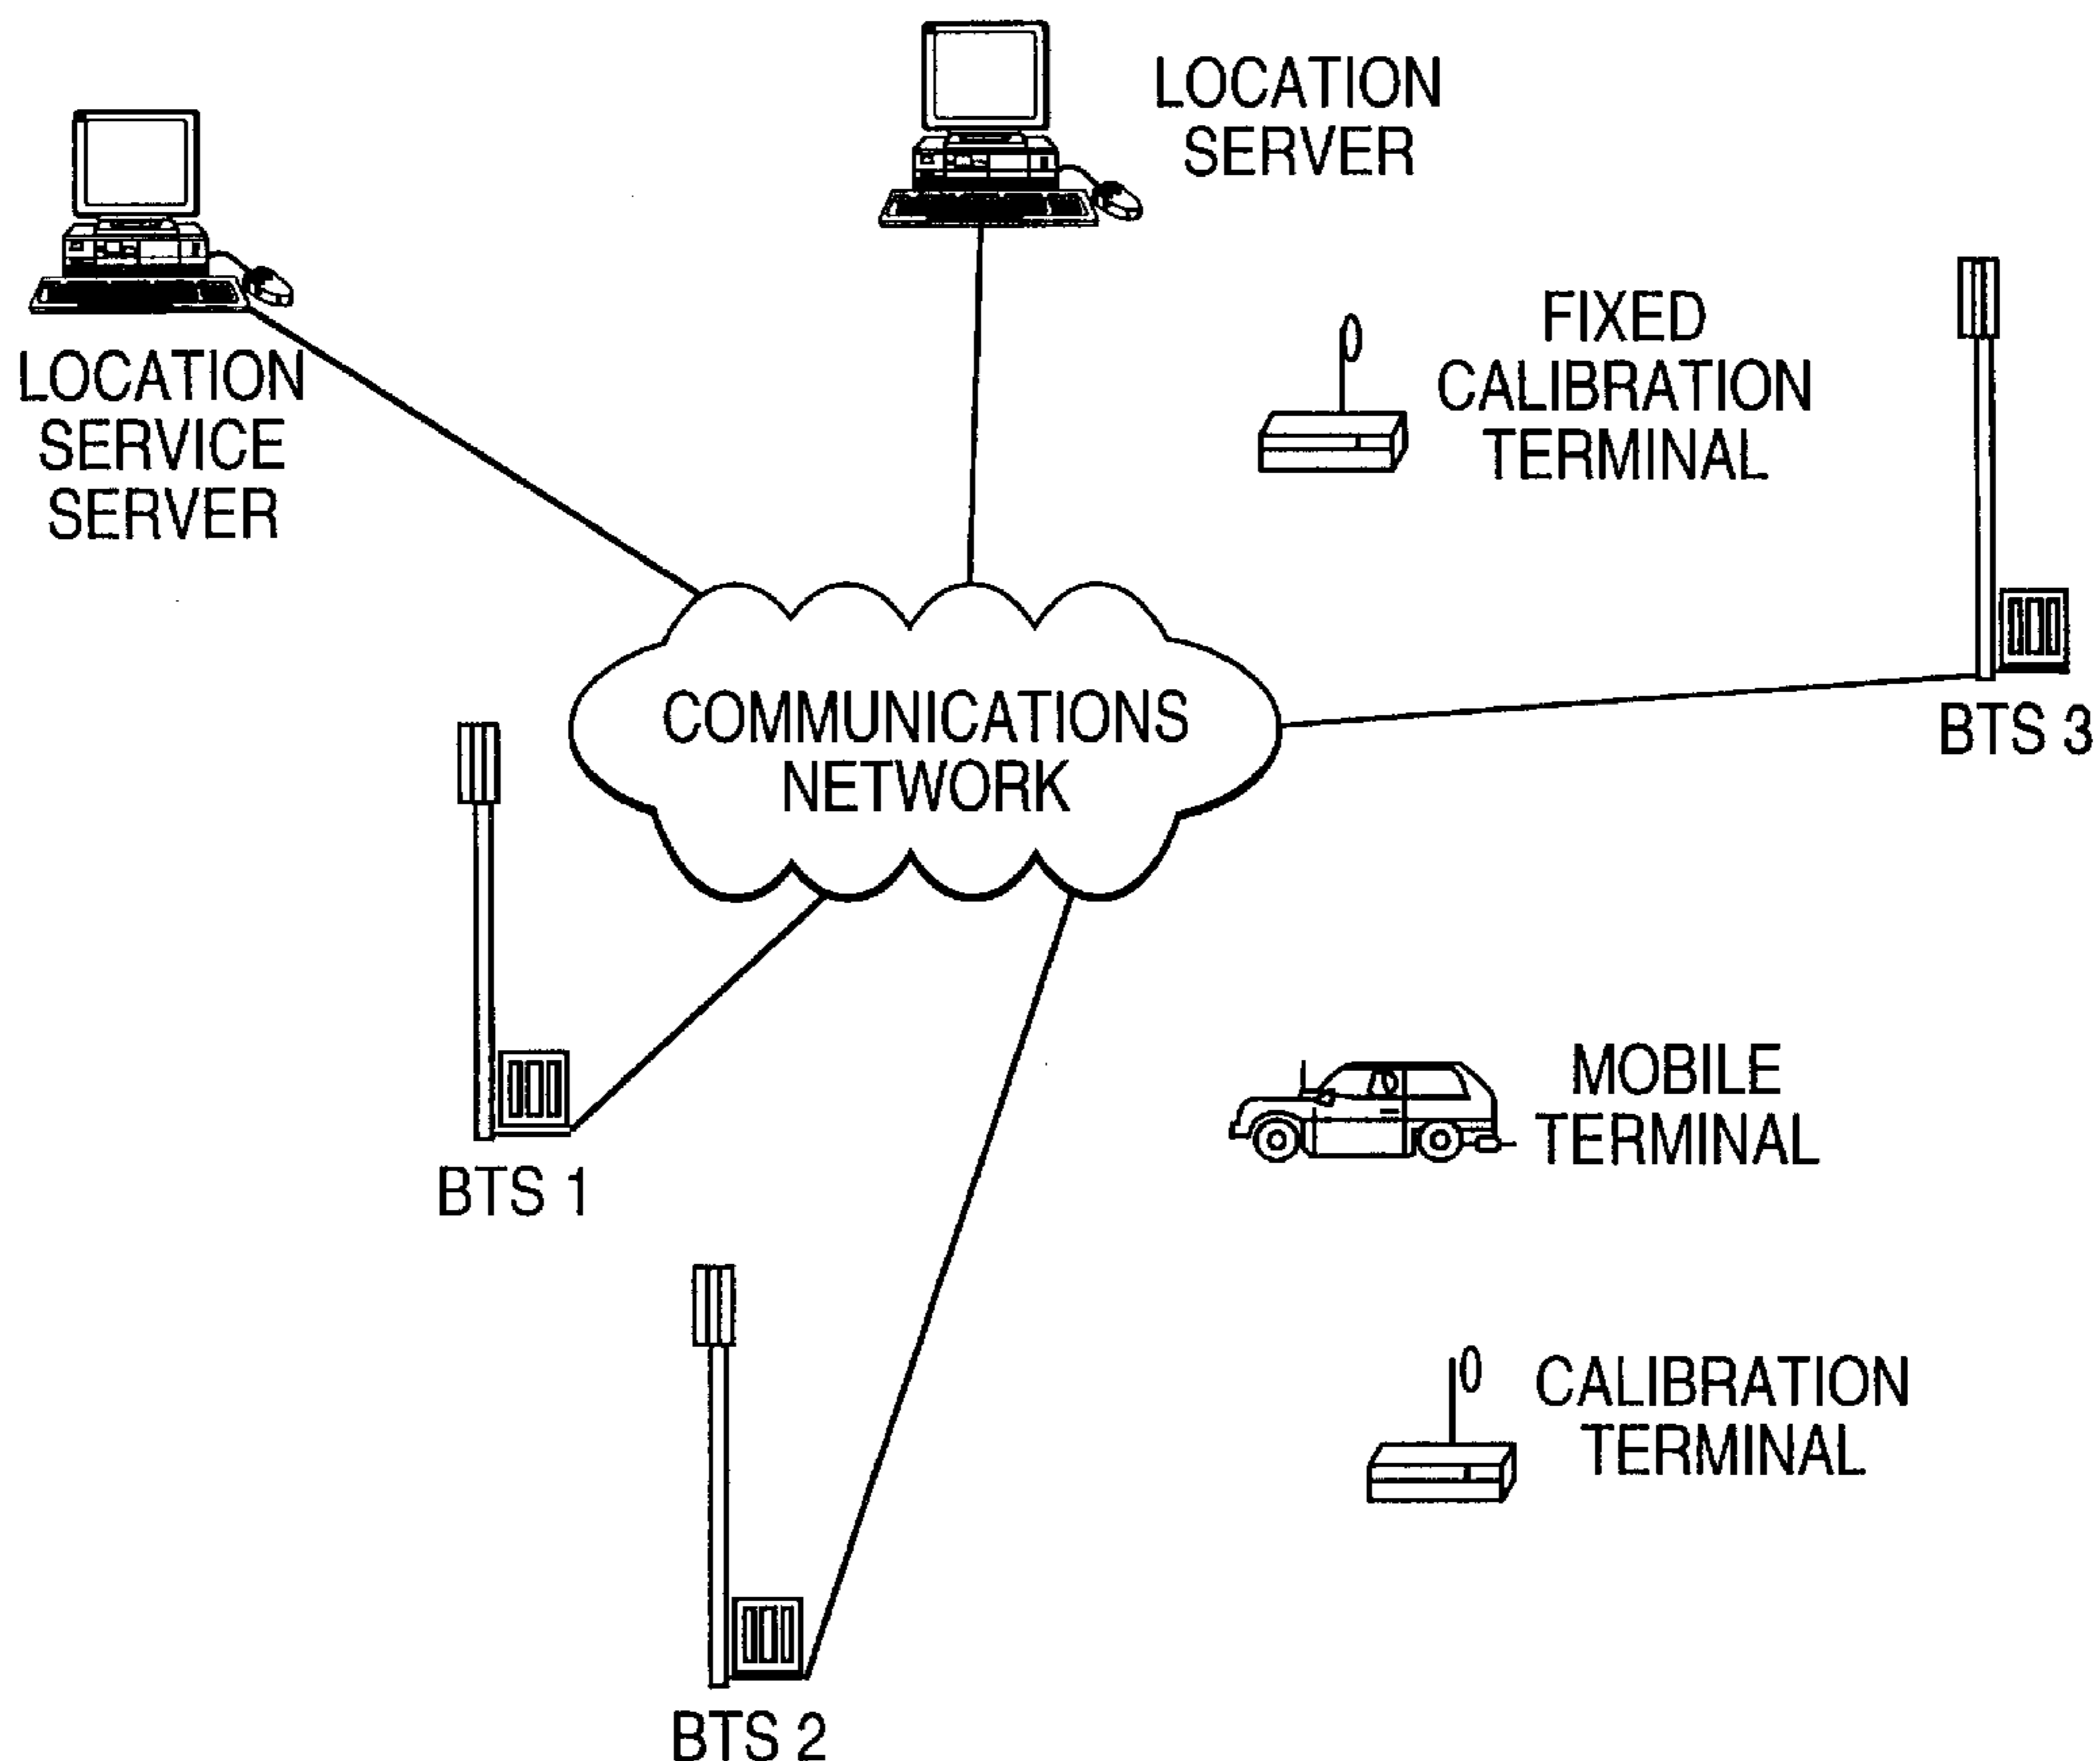 LOCATION
SERVER
LOCATION
SERVICE
SERVER
FIXED
CALIBRATION
TERMINAL
COMMUNICATIONS
NETWORK
BTS 3
BTS 1
MOBILE
TERMINAL
CALIBRATION
TERMINAL
BTS 2